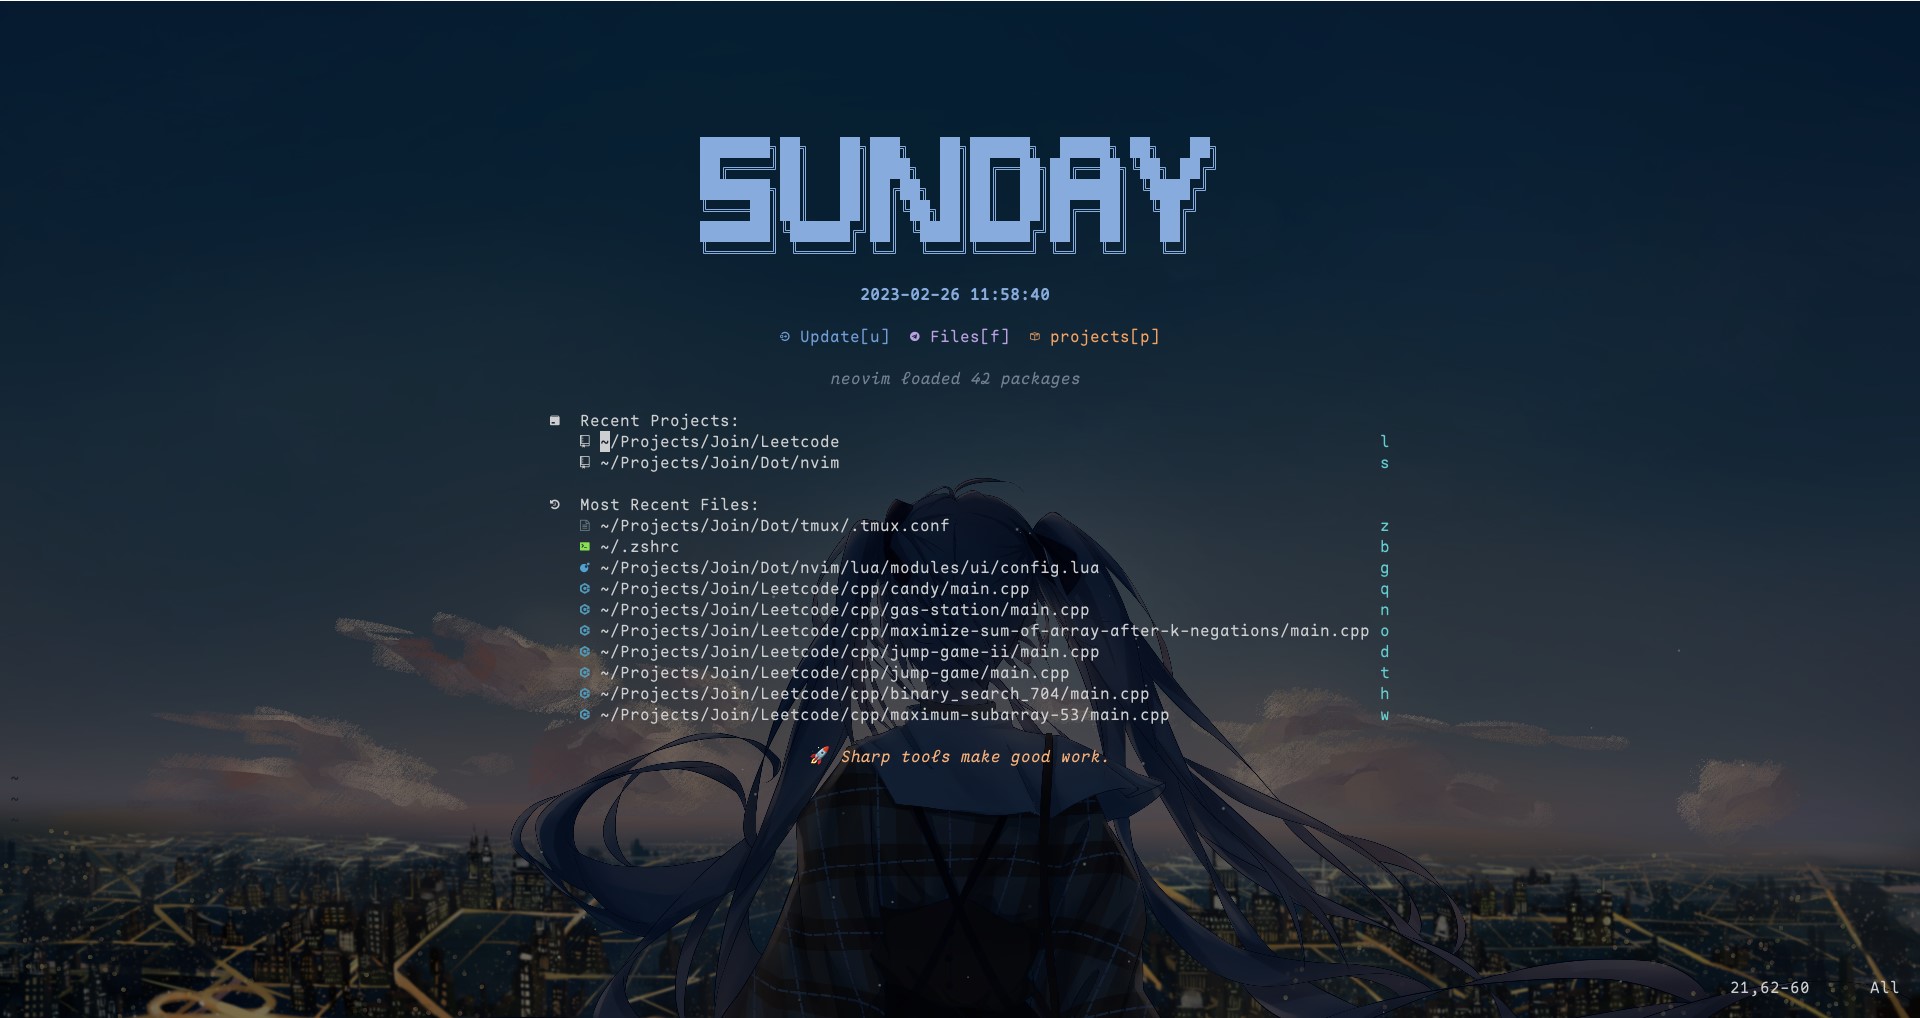 SUNDAY
2023-02-26 11:58:40
Update[u] Files[f] projects[p]
neovim loaded 42 packages
Recent Projects:
~/Projects/Join/Leetcode l
~/Projects/Join/Dot/nvim s
Most Recent Files:
~/Projects/Join/Dot/tmux/.tmux.conf z
~/.zshrc b
~/Projects/Join/Dot/nvim/lua/modules/ui/config.lua g
~/Projects/Join/Leetcode/cpp/candy/main.cpp q
~/Projects/Join/Leetcode/cpp/gas-station/main.cpp n
~/Projects/Join/Leetcode/cpp/maximize-sum-of-array-after-k-negations/main.cpp o
~/Projects/Join/Leetcode/cpp/jump-game-ii/main.cpp d
~/Projects/Join/Leetcode/cpp/jump-game/main.cpp t
~/Projects/Join/Leetcode/cpp/binary_search_704/main.cpp h
~/Projects/Join/Leetcode/cpp/maximum-subarray-53/main.cpp w
🚀 Sharp tools make good work.
~
~
21,62-60 All